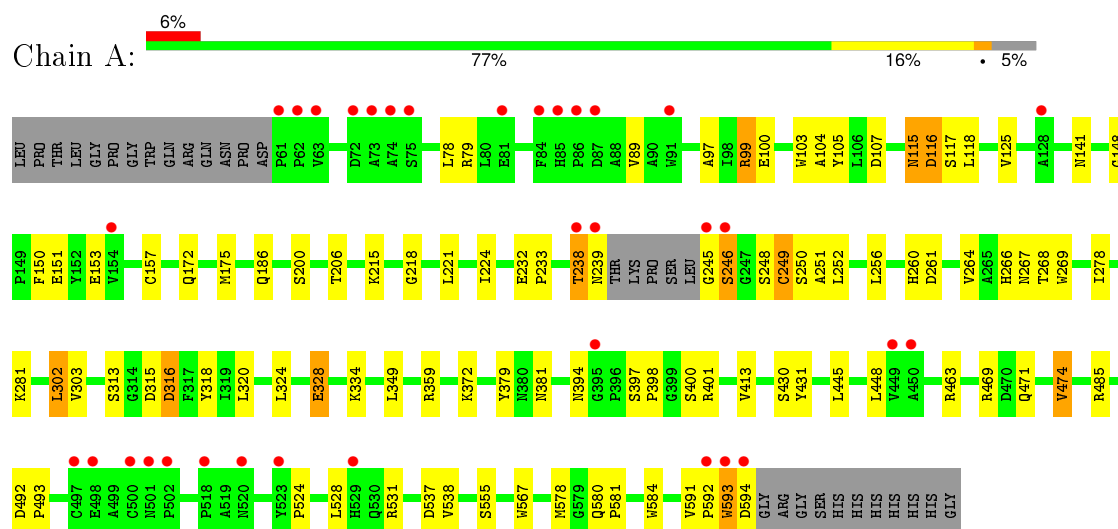 6%
Chain A:
77% 16% • 5%
LEU PRO THR LEU GLY PRO GLY TRP GLN ARG GLN ASN PRO ASP P61 P62 V63 D72 A73 A74 S75 L78 R79 L80 E81 F84 H85 P86 D87 A88 V89 A90 W91 A97 I98 R99 E100 W103 A104 Y105 L106 D107 N115 D116 S117 L118 V125 A128 N141 G148
P149 F150 E151 Y152 E153 V154 C157 Q172 M175 Q186 S200 T206 K215 G218 L221 I224 E232 P233 T238 N239 THR LYS PRO SER LEU G245 S246 G247 S248 C249 S250 A251 L252 L256 H260 D261 V264 A265 H266 N267 T268 W269 I278
K281 L302 V303 S313 G314 D315 D316 F317 Y318 I319 L320 L324 E328 K334 L349 R359 K372 Y379 N380 N381 N394 G395 P396 S397 P398 G399 S400 R401 V413 S430 Y431 L445 L448 V449 A450 R463 R469 D470 Q471 V474 R485
D492 P493 C497 E498 A499 C500 N501 P502 P518 A519 N520 Y523 P524 L528 H529 Q530 R531 D537 V538 S555 W567 M578 G579 Q580 P581 W584 V591 P592 W593 D594 GLY ARG GLY SER HIS HIS HIS HIS HIS HIS GLY